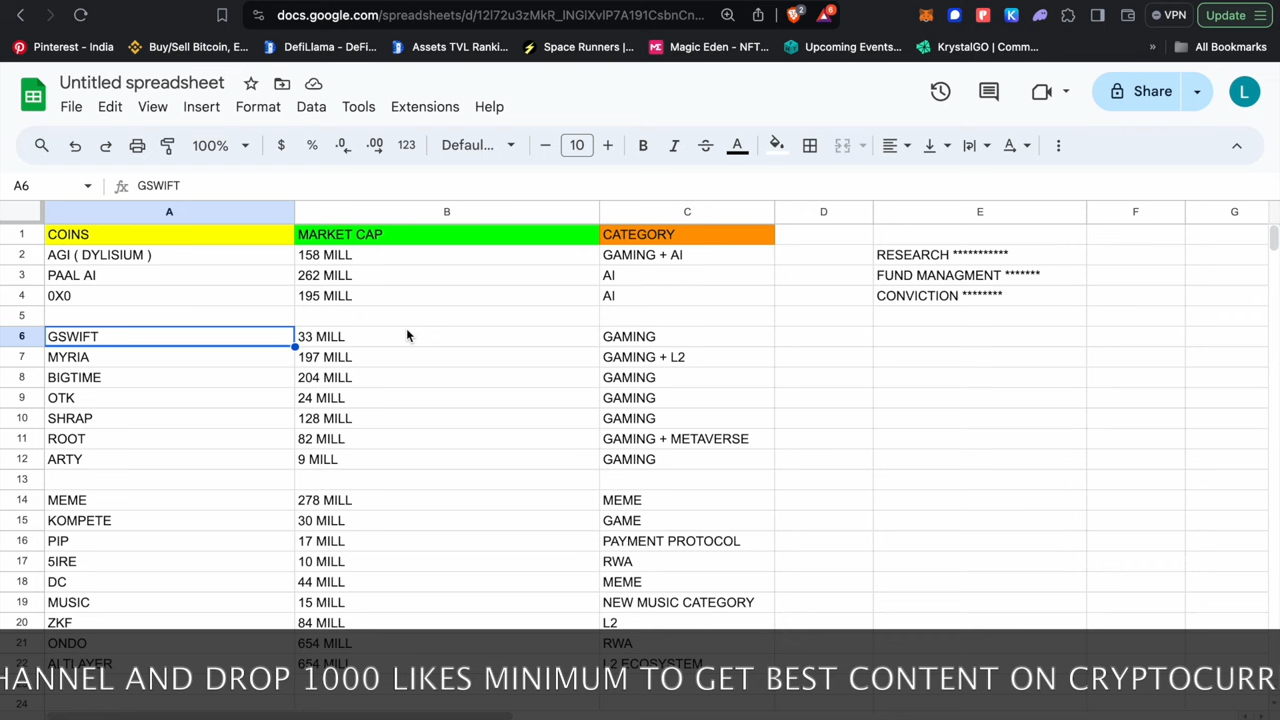 docs.google.com/spreadsheets/d/12l72u3zMkR_lNGlXvlP7A191CsbnCn... VPN Update
Pinterest - India Buy/Sell Bitcoin, E... DefiLlama - DeFi... Assets TVL Ranki... Space Runners |... Magic Eden - NFT... Upcoming Events... KrystalGO | Comm... » All Bookmarks
Untitled spreadsheet
File Edit View Insert Format Data Tools Extensions Help
Share L
100% $ % .0 .00 123 Defaul... 10 B I A
A6 fx GSWIFT
A B C D E F G
1 COINS MARKET CAP CATEGORY
2 AGI ( DYLISIUM ) 158 MILL GAMING + AI RESEARCH ***********
3 PAAL AI 262 MILL AI FUND MANAGMENT *******
4 0X0 195 MILL AI CONVICTION ********
5
6 GSWIFT 33 MILL GAMING
7 MYRIA 197 MILL GAMING + L2
8 BIGTIME 204 MILL GAMING
9 OTK 24 MILL GAMING
10 SHRAP 128 MILL GAMING
11 ROOT 82 MILL GAMING + METAVERSE
12 ARTY 9 MILL GAMING
13
14 MEME 278 MILL MEME
15 KOMPETE 30 MILL GAME
16 PIP 17 MILL PAYMENT PROTOCOL
17 5IRE 10 MILL RWA
18 DC 44 MILL MEME
19 MUSIC 15 MILL NEW MUSIC CATEGORY
20 ZKF 84 MILL L2
21 ONDO 654 MILL RWA
22 654 MILL L2 ECOSYSTEM
HANNEL AND DROP 1000 LIKES MINIMUM TO GET BEST CONTENT ON CRYPTOCURR
24